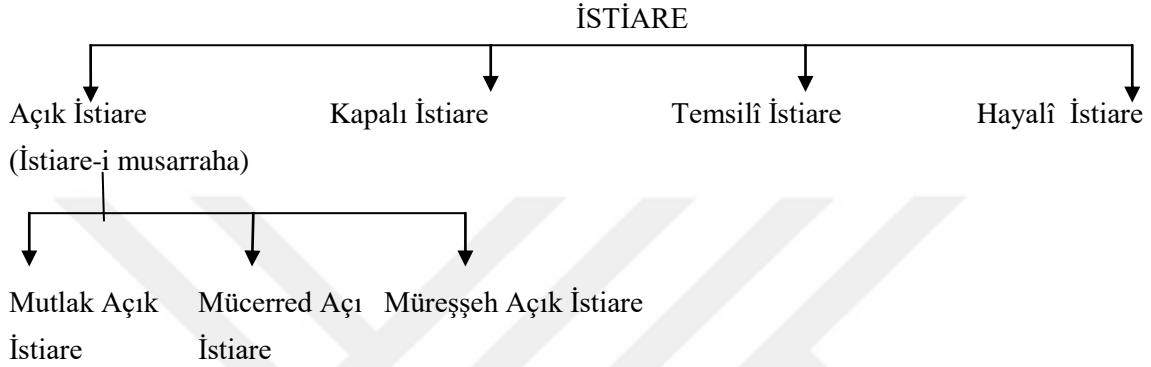 İSTİARE
Açık İstiare Kapalı İstiare Temsilî İstiare Hayalî İstiare
(İstiare-i musarraha)
Mutlak Açık Mücerred Açı Müreşşeh Açık İstiare
İstiare İstiare